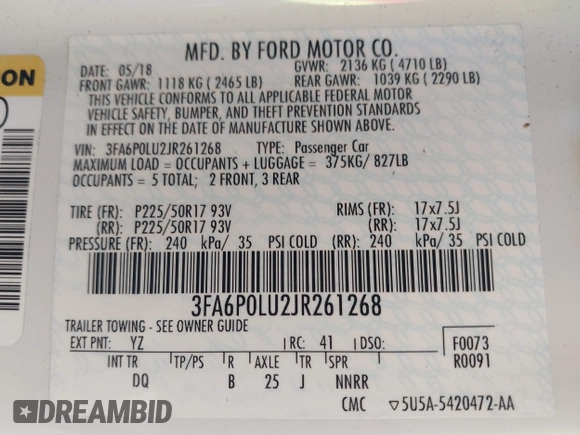 MFD. BY FORD MOTOR CO.
DATE: 05/18 GVWR: 2136 KG ( 4710 LB)
FRONT GAWR: 1118 KG ( 2465 LB) REAR GAWR: 1039 KG ( 2290 LB)
THIS VEHICLE CONFORMS TO ALL APPLICABLE FEDERAL MOTOR
VEHICLE SAFETY, BUMPER, AND THEFT PREVENTION STANDARDS
IN EFFECT ON THE DATE OF MANUFACTURE SHOWN ABOVE.
VIN: 3FA6P0LU2JR261268 TYPE: Passenger Car
MAXIMUM LOAD = OCCUPANTS + LUGGAGE = 375KG/ 827LB
OCCUPANTS = 5 TOTAL; 2 FRONT, 3 REAR
TIRE (FR): P225/50R17 93V RIMS (FR): 17x7.5J
(RR): P225/50R17 93V (RR): 17x7.5J
PRESSURE (FR): 240 kPa/ 35 PSI COLD (RR): 240 kPa/ 35 PSI COLD
3FA6P0LU2JR261268
TRAILER TOWING - SEE OWNER GUIDE
EXT PNT: YZ RC: 41 DSO: F0073
INT TR TP/PS R AXLE TR SPR R0091
DQ B 25 J NNRR
CMC ▽5U5A-5420472-AA
ON
DREAMBID